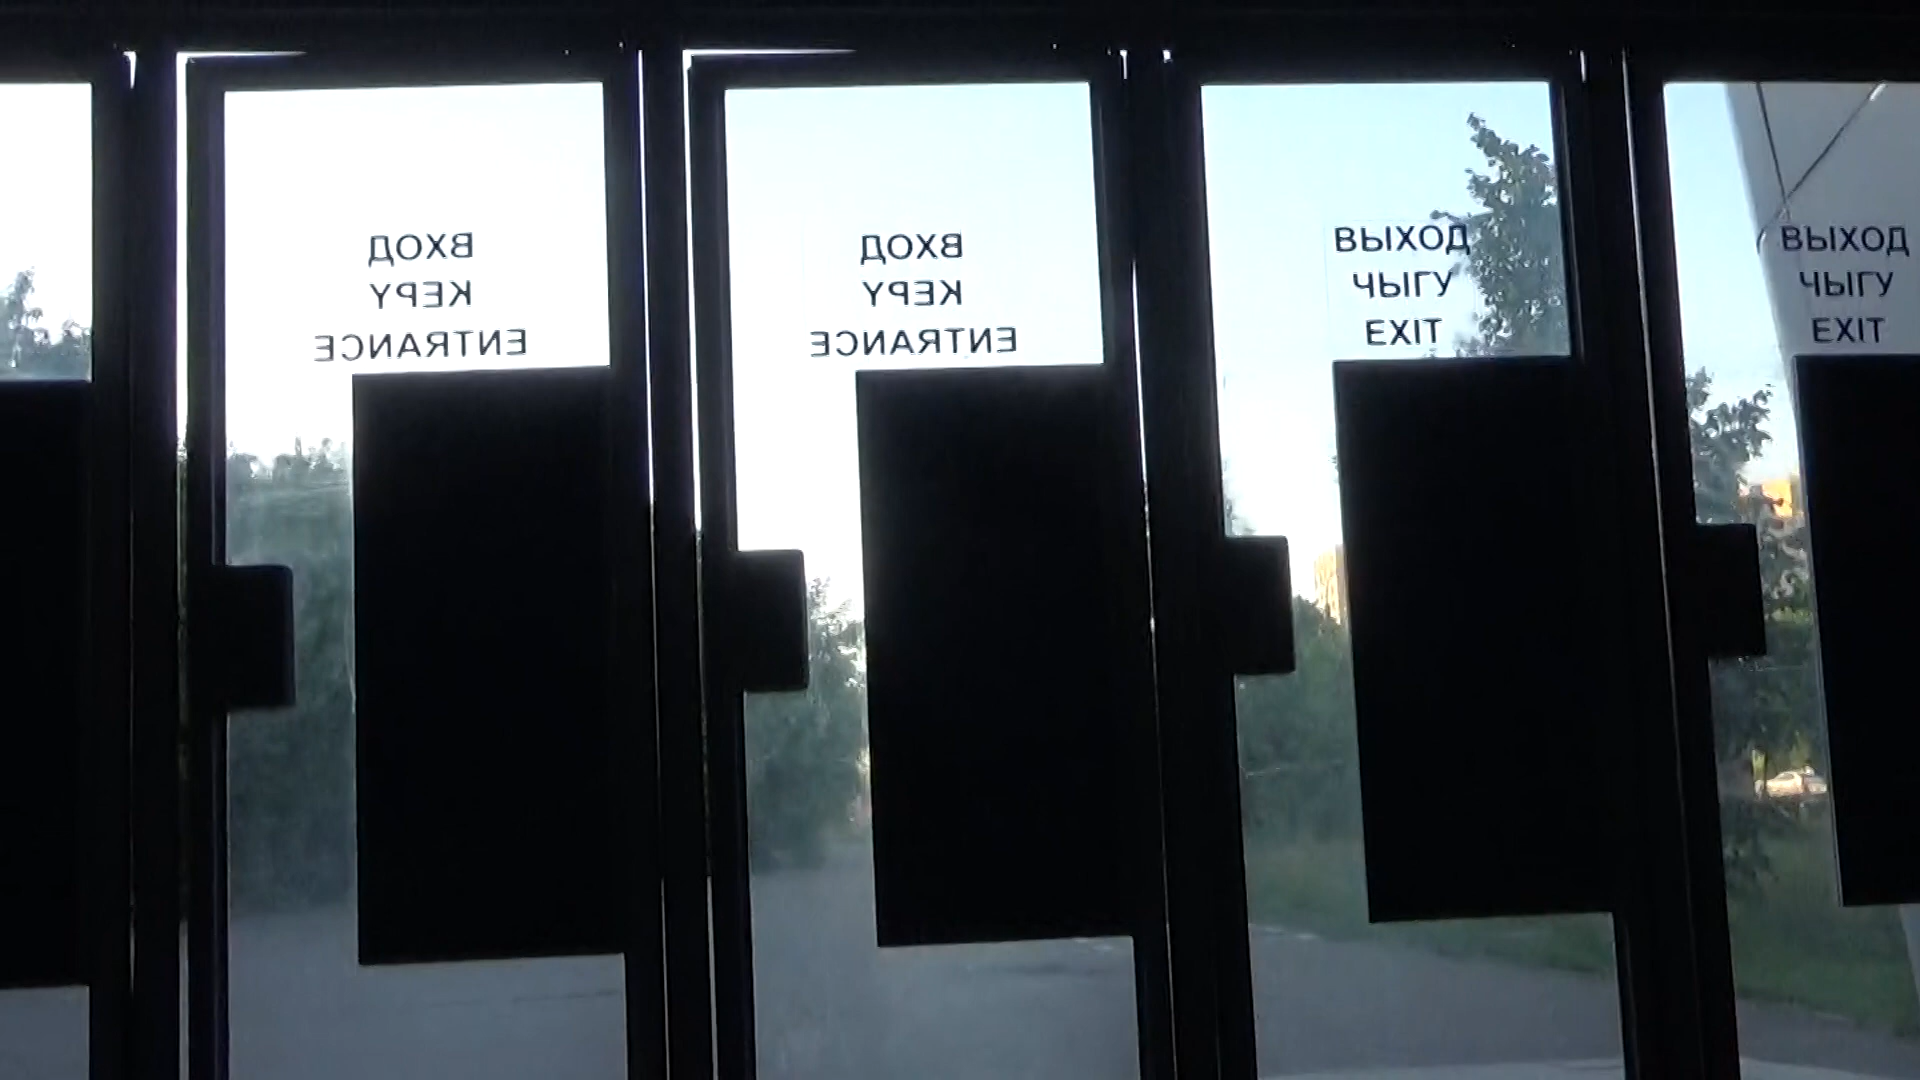 ВХОД
КЕРУ
ENTRANCE
ВХОД
КЕРУ
ENTRANCE
ВЫХОД
ЧЫГУ
EXIT
ВЫХОД
ЧЫГУ
EXIT